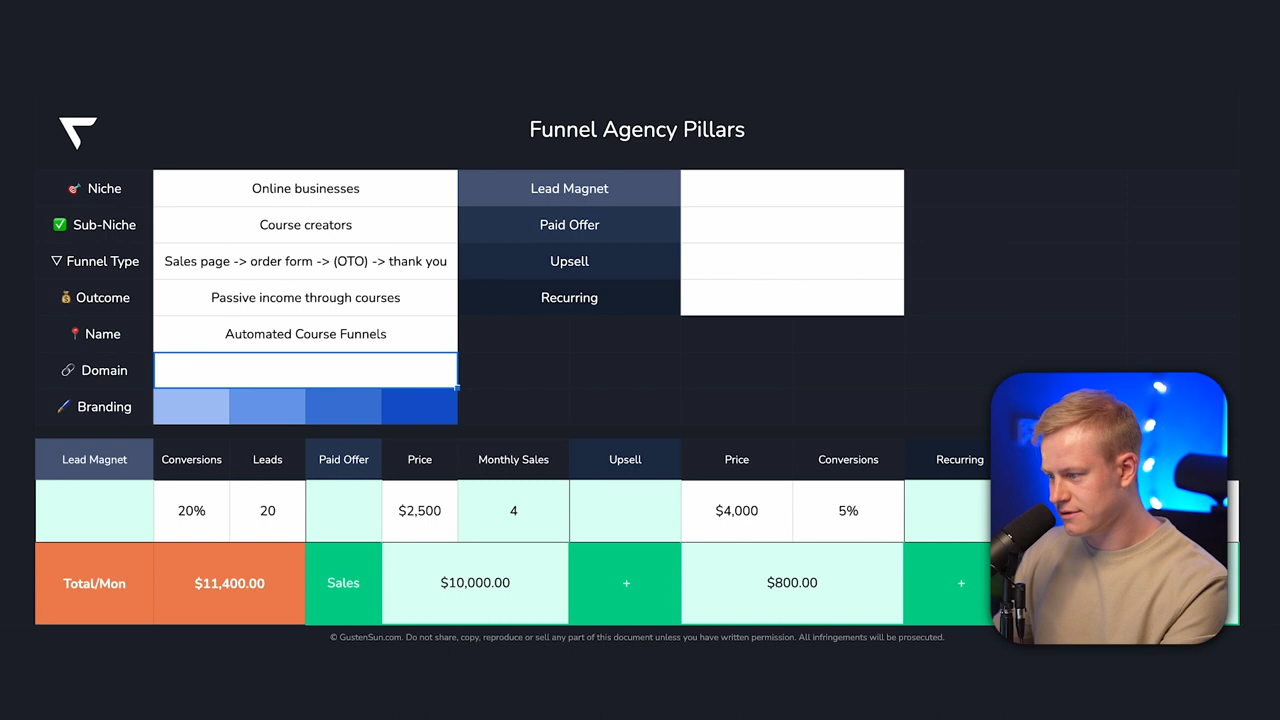 Funnel Agency Pillars
🎯 Niche
Online businesses
Lead Magnet
✅ Sub-Niche
Course creators
Paid Offer
▽ Funnel Type
Sales page -> order form -> (OTO) -> thank you
Upsell
💰 Outcome
Passive income through courses
Recurring
📍 Name
Automated Course Funnels
🔗 Domain
🖌️ Branding
Lead Magnet
Conversions
Leads
Paid Offer
Price
Monthly Sales
Upsell
Price
Conversions
Recurring
20%
20
$2,500
4
$4,000
5%
Total/Mon
$11,400.00
Sales
$10,000.00
+
$800.00
+
© GustenSun.com. Do not share, copy, reproduce or sell any part of this document unless you have written permission. All infringements will be prosecuted.